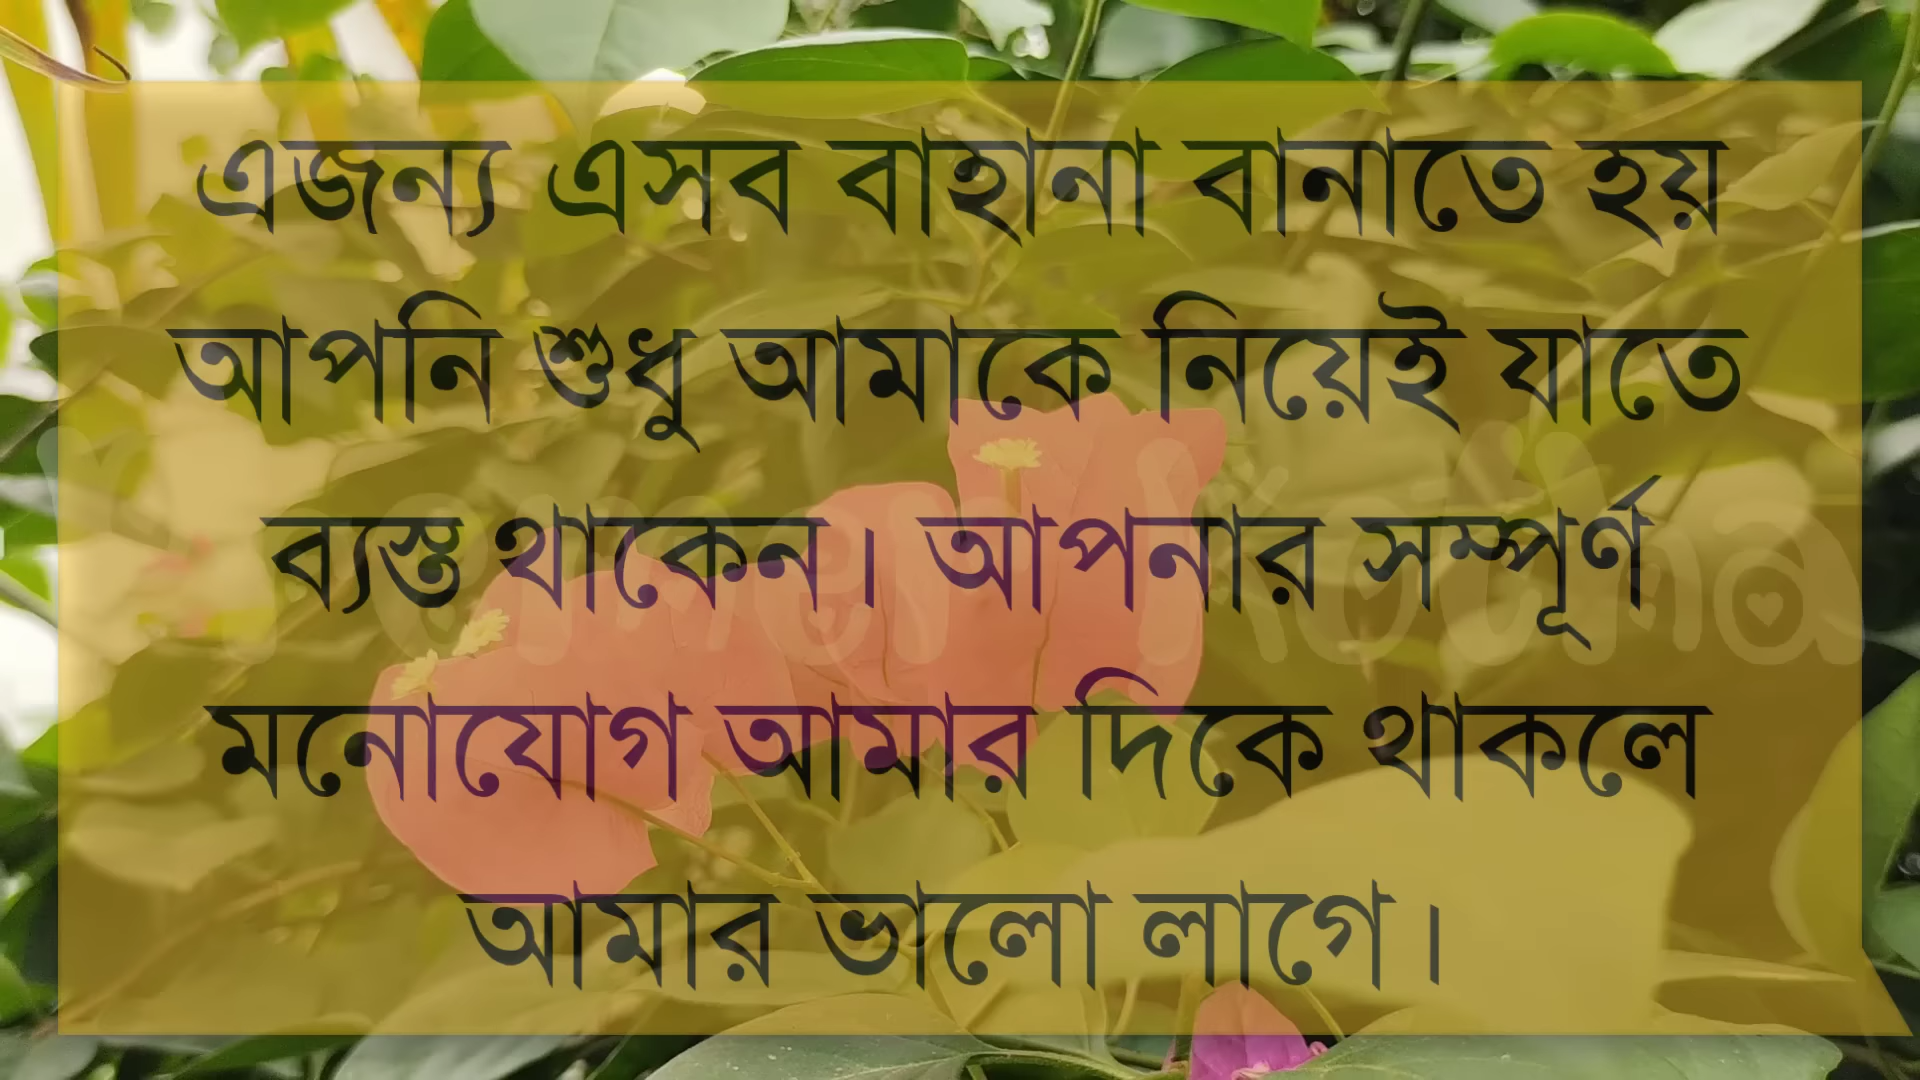 এজন্য এসব বাহানা বানাতে হয়
আপনি শুধু আমাকে নিয়েই যাতে
ব্যস্ত থাকেন। আপনার সম্পূর্ণ
মনোযোগ আমার দিকে থাকলে
আমার ভালো লাগে।